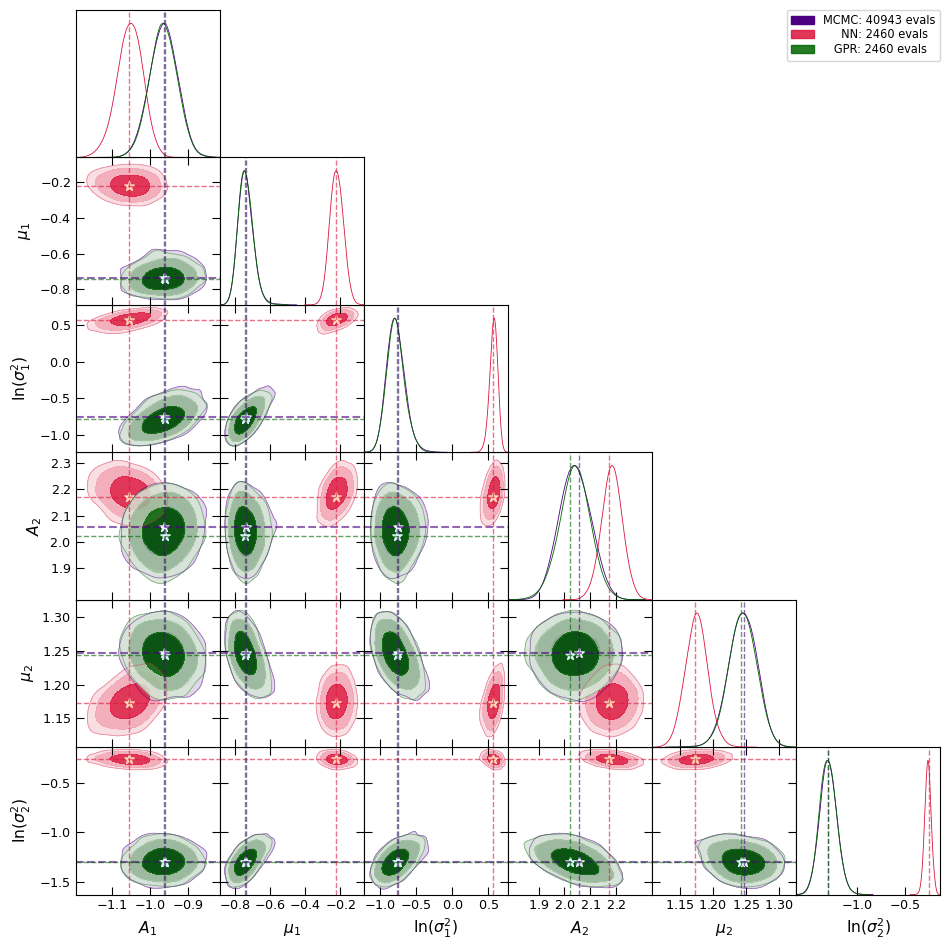 MCMC: 40943 evals
NN: 2460 evals
GPR: 2460 evals
−0.2
−0.4
−0.6
−0.8
μ₁
0.5
0.0
−0.5
−1.0
ln(σ₁²)
2.3
2.2
2.1
2.0
1.9
A₂
1.30
1.25
1.20
1.15
μ₂
−0.5
−1.0
−1.5
ln(σ₂²)
−1.1 −1.0 −0.9
−0.8 −0.6 −0.4 −0.2
−1.0 −0.5 0.0 0.5
1.9 2.0 2.1 2.2
1.15 1.20 1.25 1.30
−1.0 −0.5
A₁ μ₁ ln(σ₁²) A₂ μ₂ ln(σ₂²)